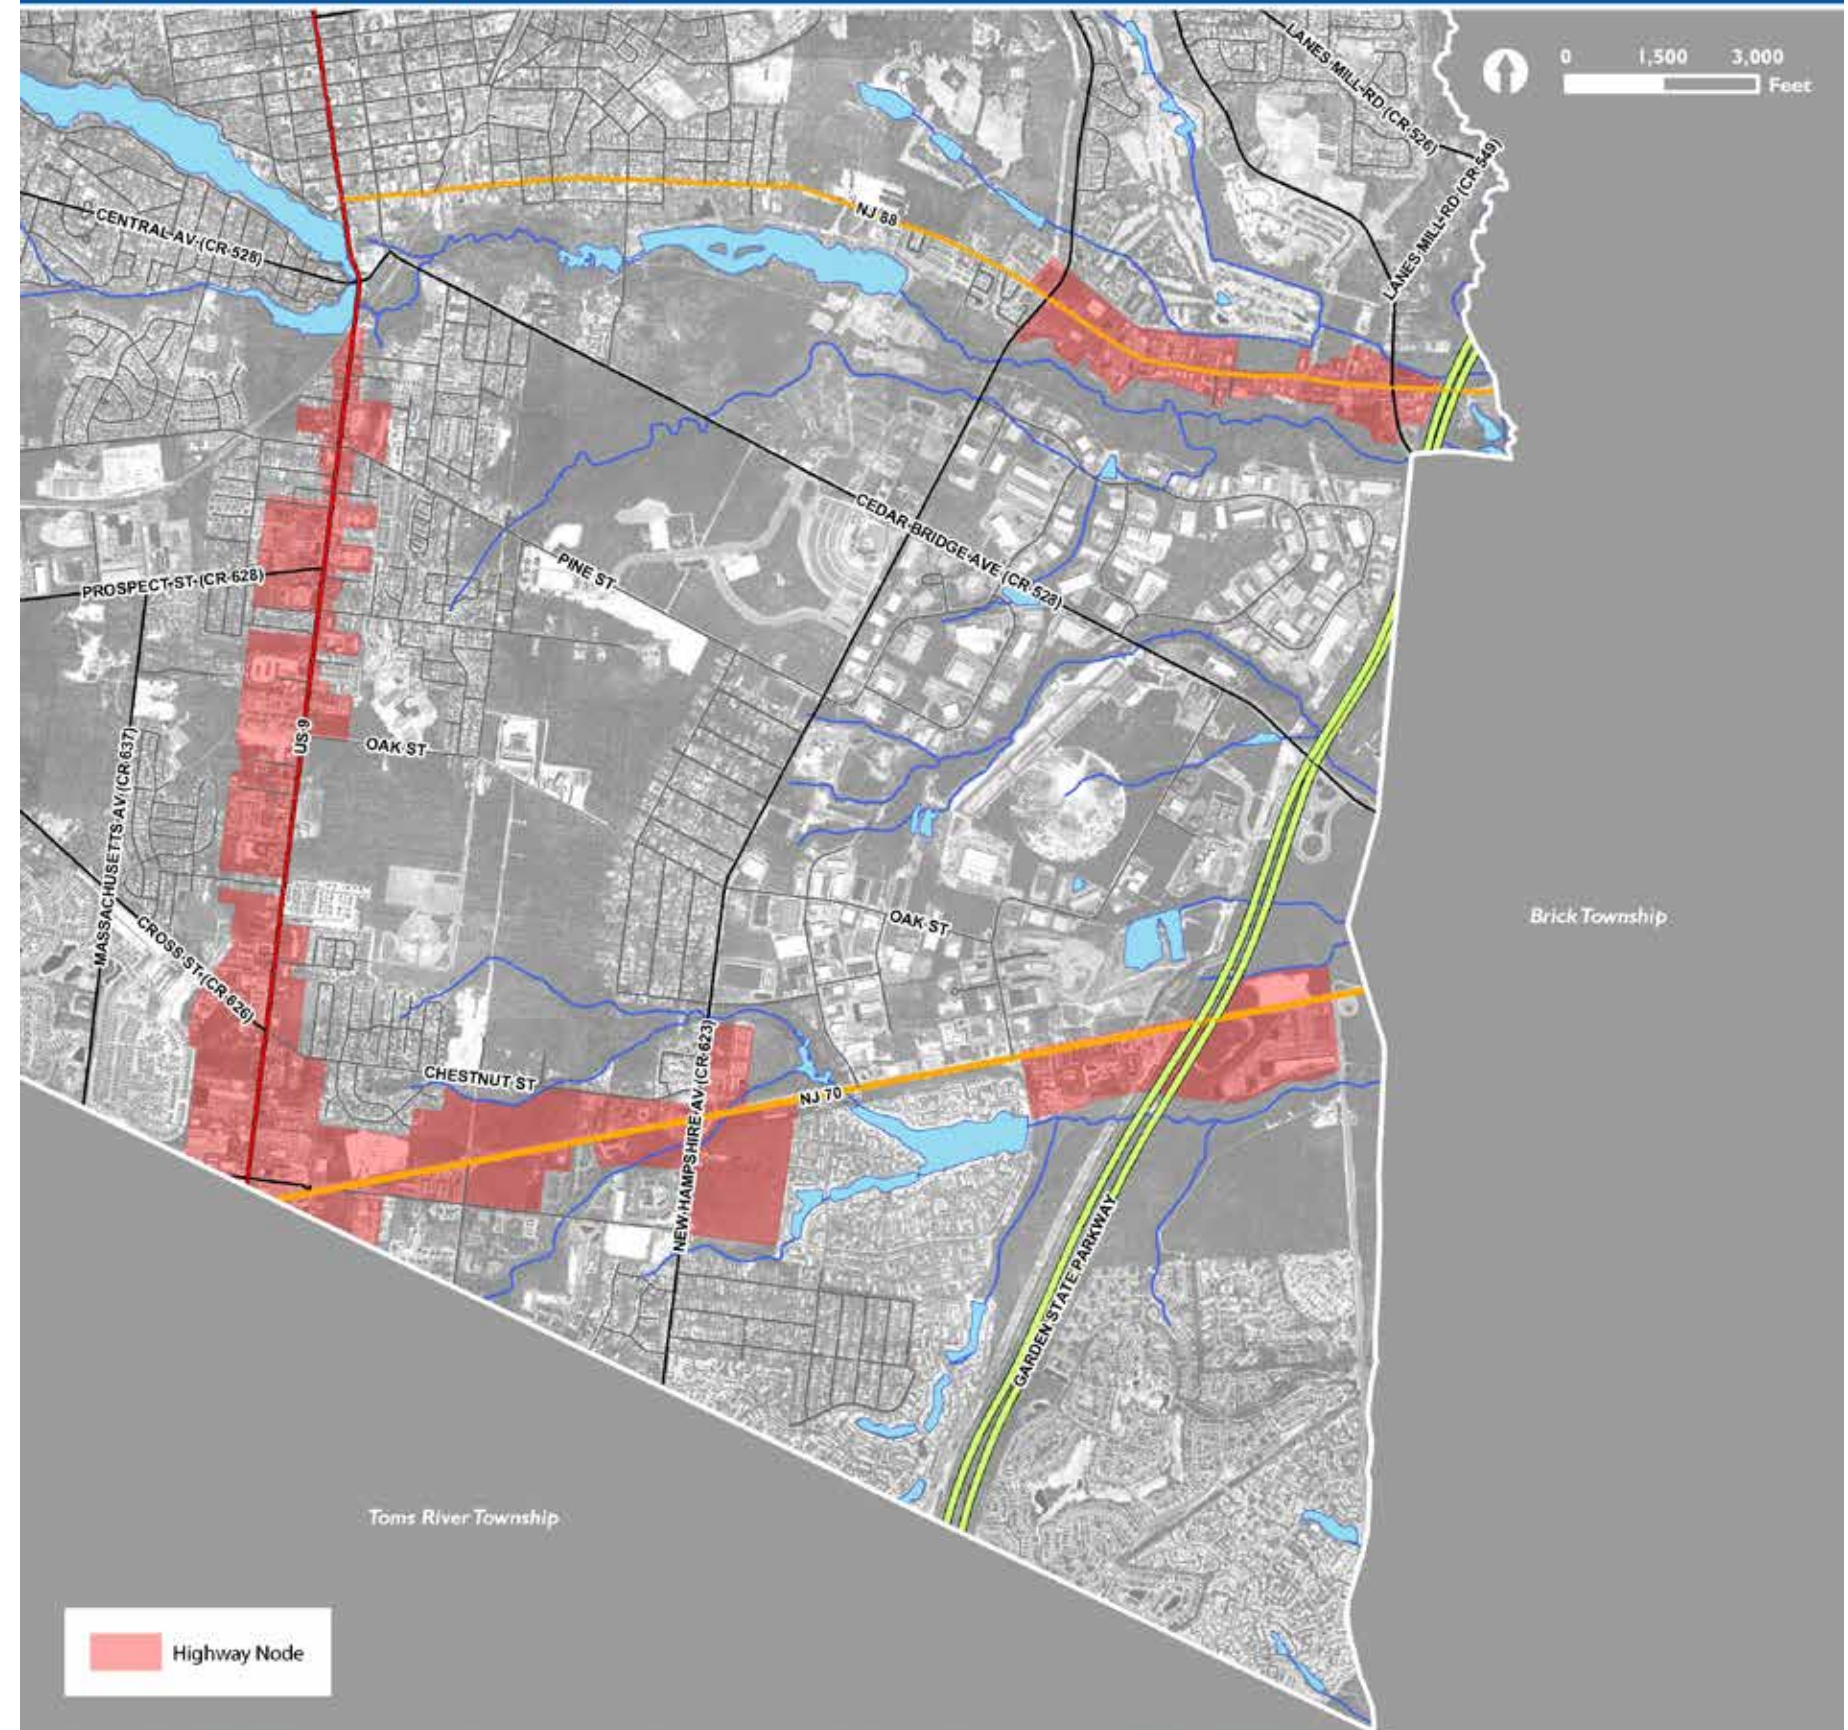 LANES MILL RD (CR 526)
0 1,500 3,000
Feet
LANES MILL RD (CR 549)
NJ 88
CENTRAL AV (CR 528)
CEDAR BRIDGE AVE (CR 528)
PINE ST
PROSPECT ST (CR 628)
US 9
OAK ST
MASSACHUSETTS AV (CR 637)
OAK ST
Brick Township
CROSS ST (CR 626)
CHESTNUT ST
NJ 70
NEW HAMPSHIRE AV (CR 623)
GARDEN STATE PARKWAY
Toms River Township
Highway Node